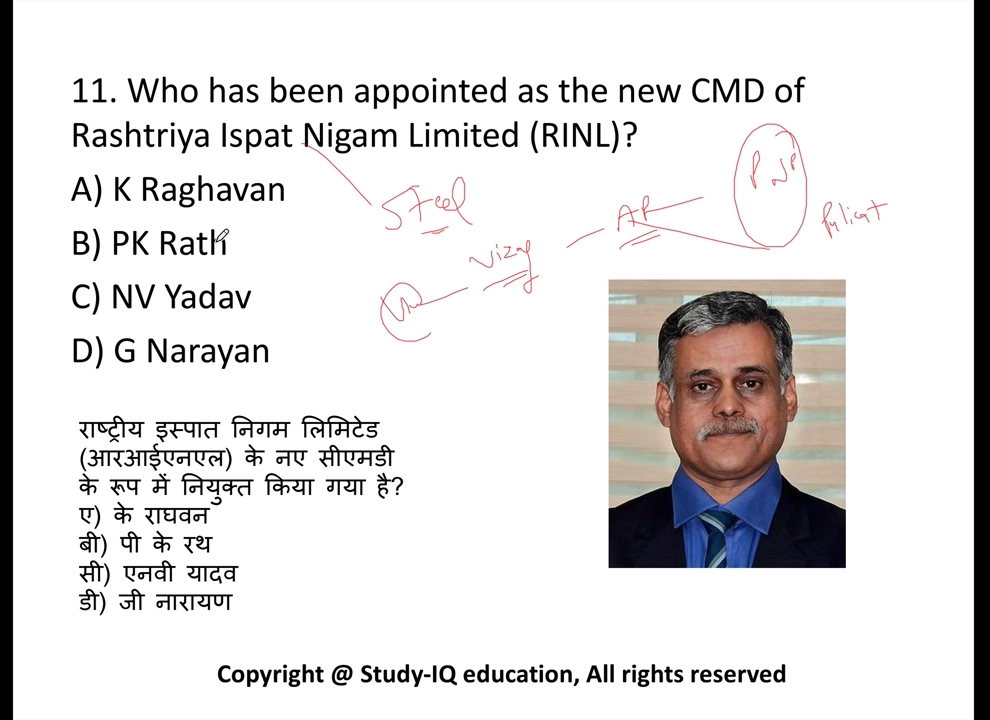 11. Who has been appointed as the new CMD of
Rashtriya Ispat Nigam Limited (RINL)?
A) K Raghavan
B) PK Rath
C) NV Yadav
D) G Narayan
Steel
Vizag
AP
PNP
Pulicat
राष्ट्रीय इस्पात निगम लिमिटेड
(आरआईएनएल) के नए सीएमडी
के रूप में नियुक्त किया गया है?
ए) के राघवन
बी) पी के रथ
सी) एनवी यादव
डी) जी नारायण
Copyright @ Study-IQ education, All rights reserved